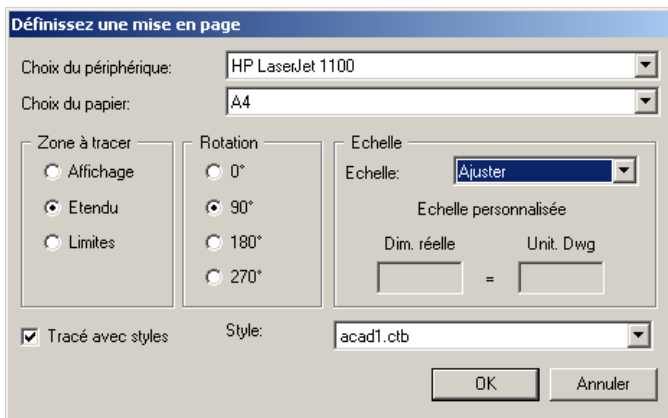 Définissez une mise en page
Choix du périphérique: HP LaserJet 1100
Choix du papier: A4
Zone à tracer Rotation Echelle
Affichage 0° Echelle: Ajuster
Etendu 90° Echelle personnalisée
Limites 180° Dim. réelle Unit. Dwg
270° =
Tracé avec styles Style: acad1.ctb
OK Annuler